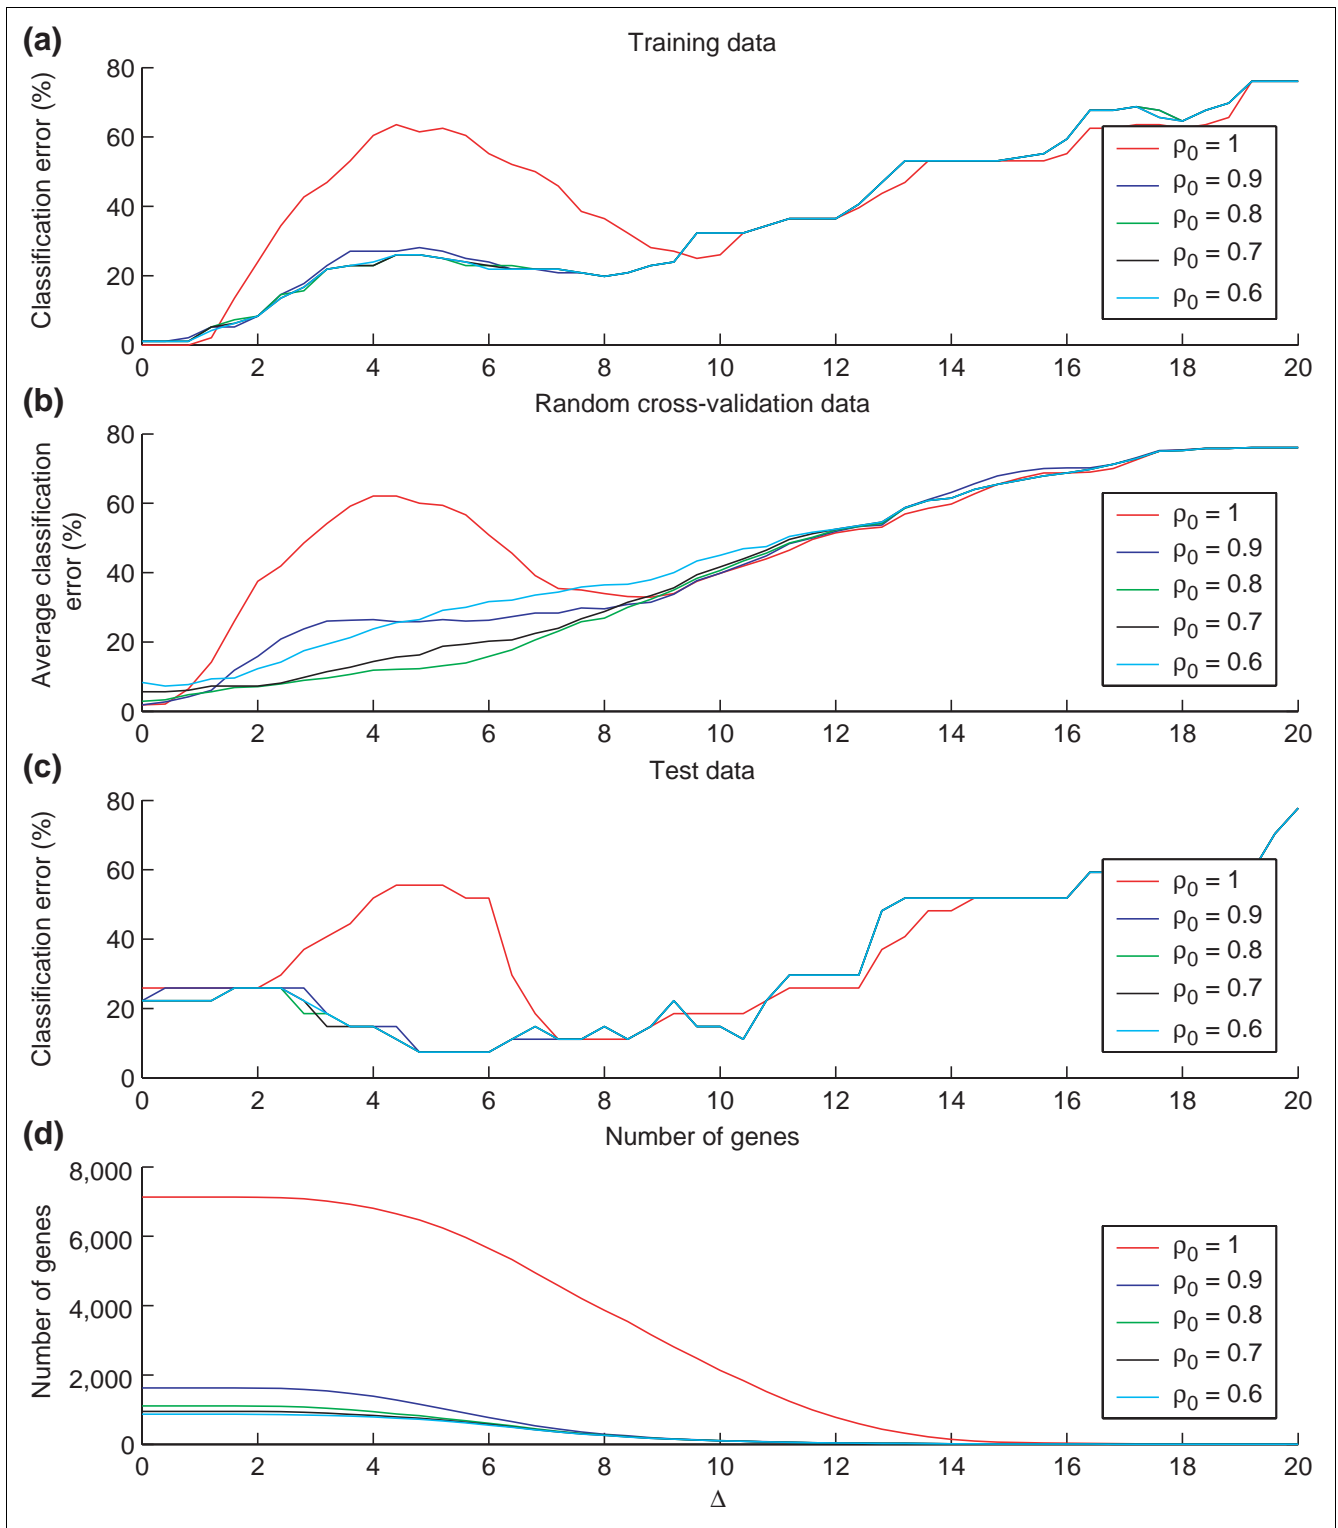 (a)
Training data
Classification error (%)
80
60
40
20
0
0 2 4 6 8 10 12 14 16 18 20
ρ0 = 1
ρ0 = 0.9
ρ0 = 0.8
ρ0 = 0.7
ρ0 = 0.6
(b)
Random cross-validation data
Average classification
error (%)
80
60
40
20
0
0 2 4 6 8 10 12 14 16 18 20
ρ0 = 1
ρ0 = 0.9
ρ0 = 0.8
ρ0 = 0.7
ρ0 = 0.6
(c)
Test data
Classification error (%)
80
60
40
20
0
0 2 4 6 8 10 12 14 16 18 20
ρ0 = 1
ρ0 = 0.9
ρ0 = 0.8
ρ0 = 0.7
ρ0 = 0.6
(d)
Number of genes
Number of genes
8,000
6,000
4,000
2,000
0
0 2 4 6 8 10 12 14 16 18 20
ρ0 = 1
ρ0 = 0.9
ρ0 = 0.8
ρ0 = 0.7
ρ0 = 0.6
Δ